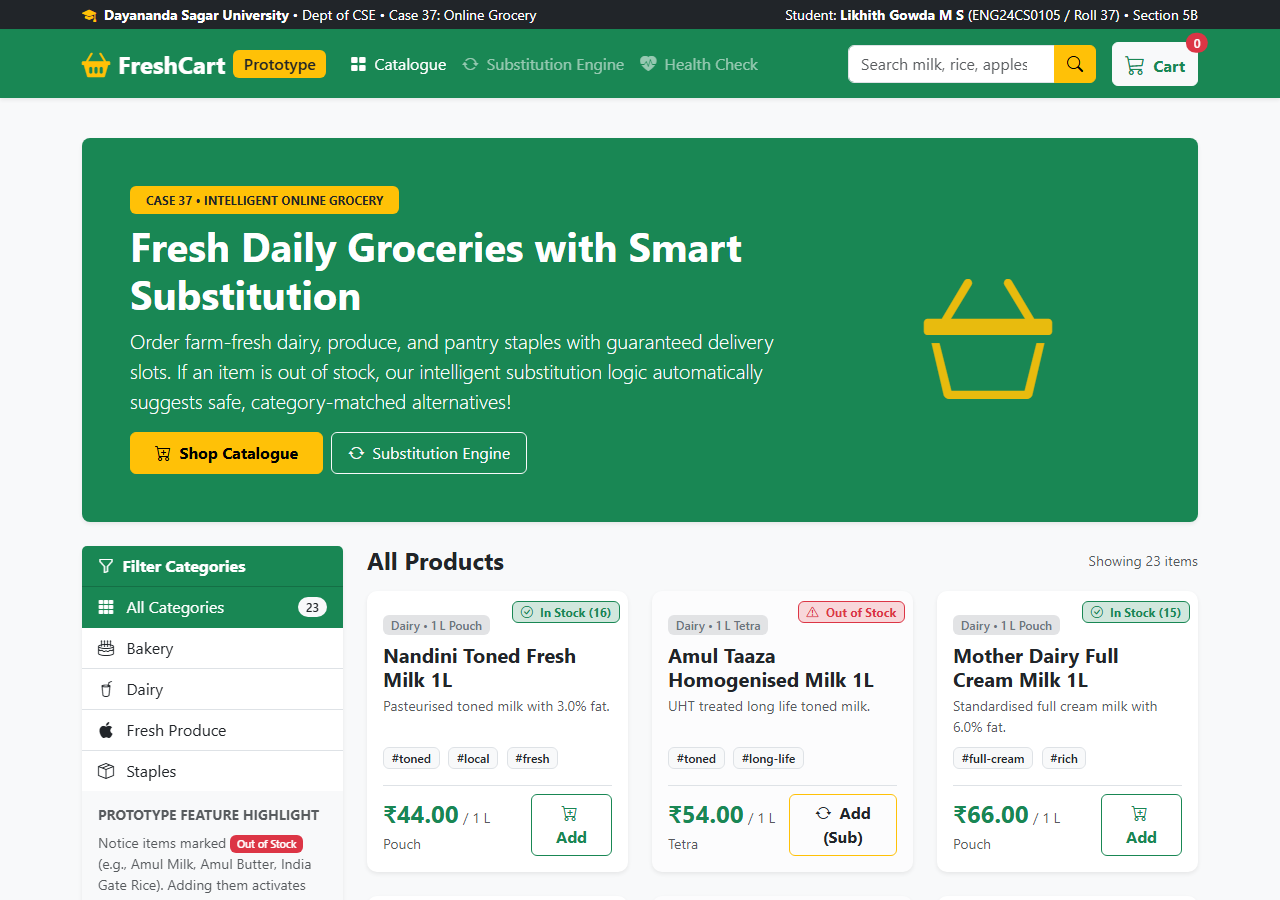 Dayananda Sagar University • Dept of CSE • Case 37: Online Grocery
Student: Likhith Gowda M S (ENG24CS0105 / Roll 37) • Section 5B
FreshCart Prototype
Catalogue
Substitution Engine
Health Check
Search milk, rice, apples
Cart
0
CASE 37 • INTELLIGENT ONLINE GROCERY
Fresh Daily Groceries with Smart
Substitution
Order farm-fresh dairy, produce, and pantry staples with guaranteed delivery
slots. If an item is out of stock, our intelligent substitution logic automatically
suggests safe, category-matched alternatives!
Shop Catalogue
Substitution Engine
Filter Categories
All Categories 23
Bakery
Dairy
Fresh Produce
Staples
PROTOTYPE FEATURE HIGHLIGHT
Notice items marked Out of Stock
(e.g., Amul Milk, Amul Butter, India
Gate Rice). Adding them activates
All Products
Showing 23 items
In Stock (16)
Dairy • 1 L Pouch
Nandini Toned Fresh
Milk 1L
Pasteurised toned milk with 3.0% fat.
#toned #local #fresh
₹44.00 / 1 L
Pouch
Add
Out of Stock
Dairy • 1 L Tetra
Amul Taaza
Homogenised Milk 1L
UHT treated long life toned milk.
#toned #long-life
₹54.00 / 1 L
Tetra
Add
(Sub)
In Stock (15)
Dairy • 1 L Pouch
Mother Dairy Full
Cream Milk 1L
Standardised full cream milk with
6.0% fat.
#full-cream #rich
₹66.00 / 1 L
Pouch
Add